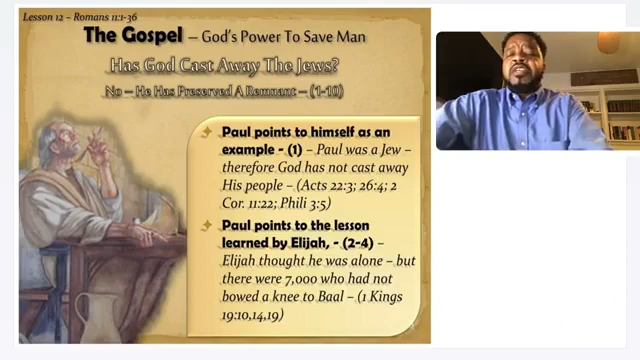 Lesson 12 – Romans 11:1-36
The Gospel – God's Power To Save Man
Has God Cast Away The Jews?
No – He Has Preserved A Remnant – (1-10)
Paul points to himself as an
example - (1) – Paul was a Jew –
therefore God has not cast away
His people – (Acts 22:3; 26:4; 2
Cor. 11:22; Phili 3:5)
Paul points to the lesson
learned by Elijah, - (2-4) –
Elijah thought he was alone – but
there were 7,000 who had not
bowed a knee to Baal – (1 Kings
19:10,14,19)